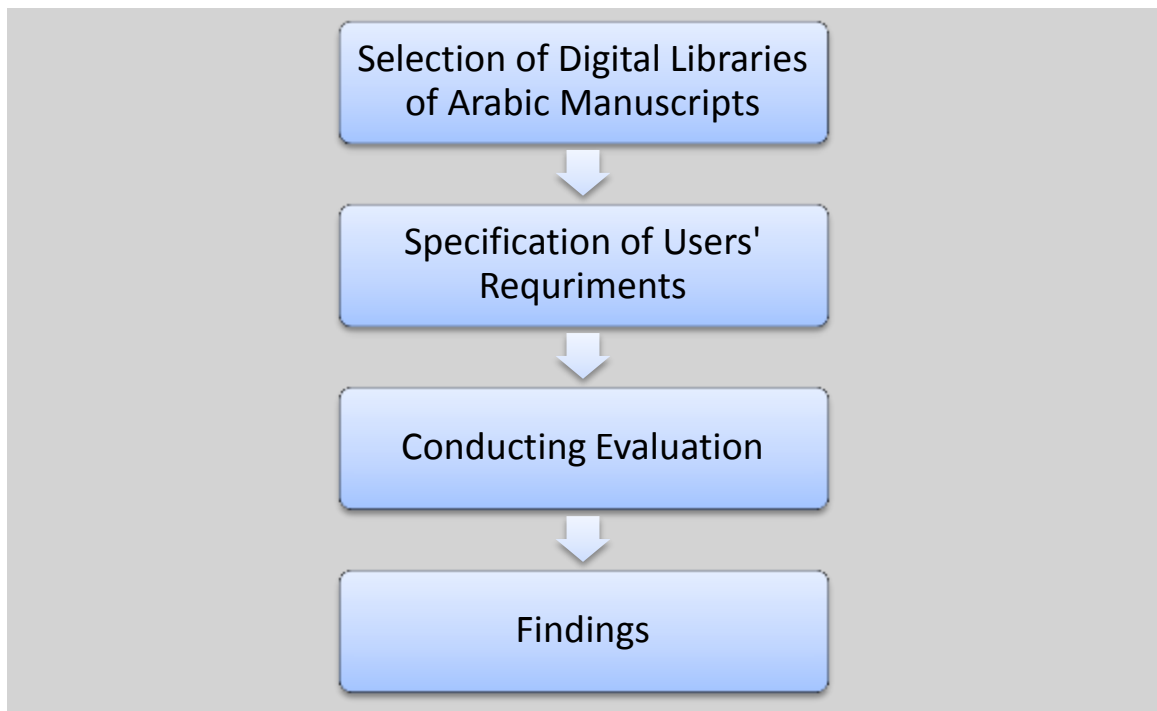 Selection of Digital Libraries
of Arabic Manuscripts
Specification of Users'
Requriments
Conducting Evaluation
Findings